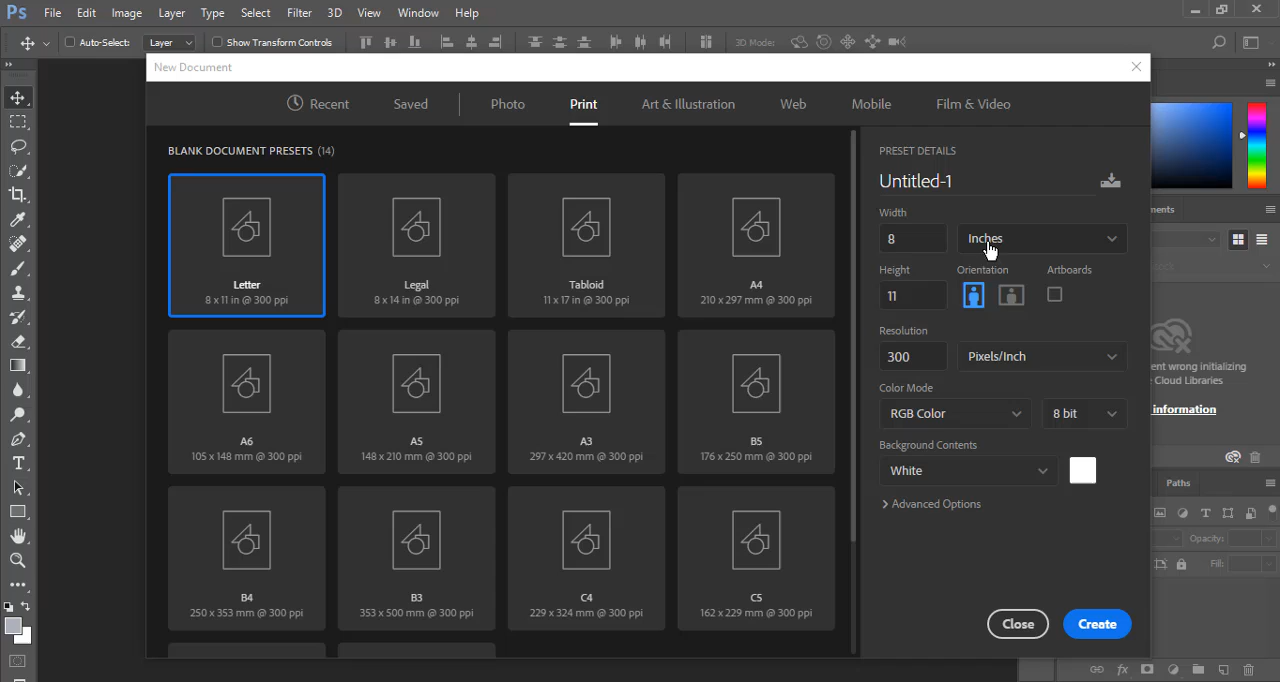 Ps File Edit Image Layer Type Select Filter 3D View Window Help
Auto-Select: Layer Show Transform Controls 3D Mode:
New Document
Recent Saved Photo Print Art & Illustration Web Mobile Film & Video
BLANK DOCUMENT PRESETS (14)
Letter
8 x 11 in @ 300 ppi
Legal
8 x 14 in @ 300 ppi
Tabloid
11 x 17 in @ 300 ppi
A4
210 x 297 mm @ 300 ppi
A6
105 x 148 mm @ 300 ppi
A5
148 x 210 mm @ 300 ppi
A3
297 x 420 mm @ 300 ppi
B5
176 x 250 mm @ 300 ppi
B4
250 x 353 mm @ 300 ppi
B3
353 x 500 mm @ 300 ppi
C4
229 x 324 mm @ 300 ppi
C5
162 x 229 mm @ 300 ppi
PRESET DETAILS
Untitled-1
Width
8 Inches
Height Orientation Artboards
11
Resolution
300 Pixels/Inch
Color Mode
RGB Color 8 bit
Background Contents
White
Advanced Options
Close Create
ments
ent wrong initializing
Cloud Libraries
information
Paths
Opacity:
Fill: